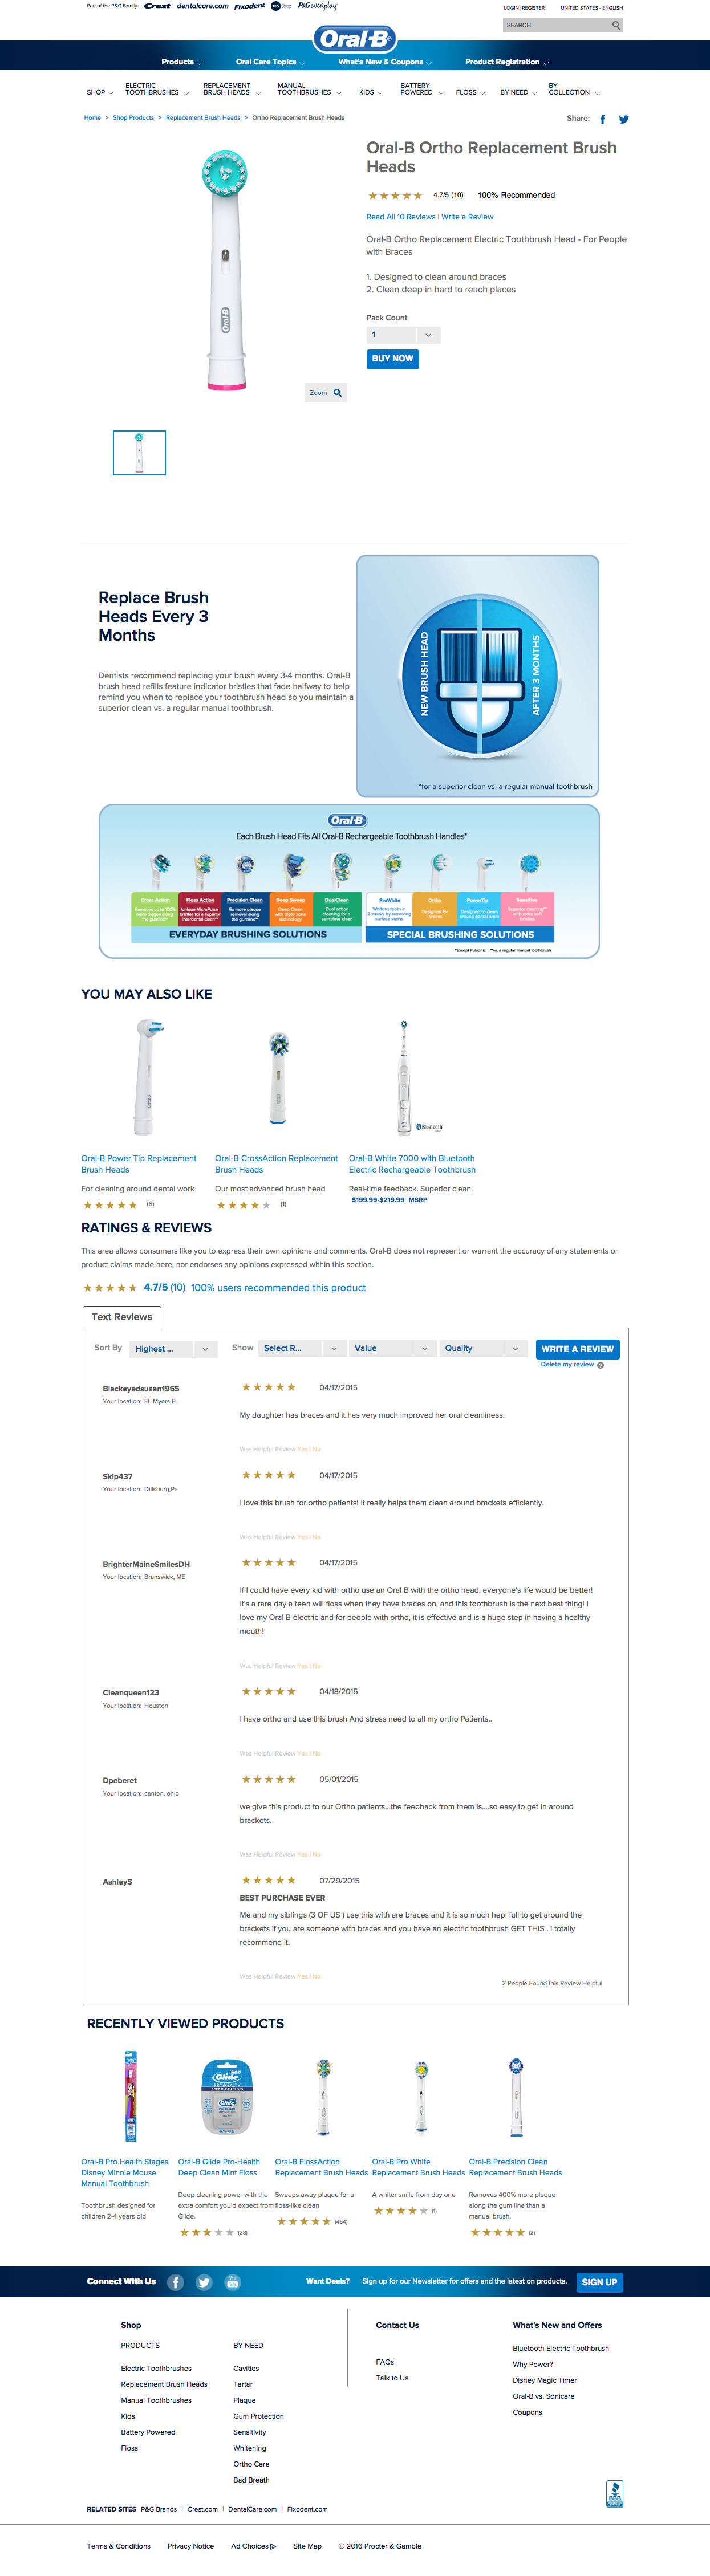 Part of the P&G Family: Crest dentalcare.com Fixodent P&G Shop P&Geveryday
LOGIN | REGISTER UNITED STATES - ENGLISH
SEARCH
Oral-B
Products Oral Care Topics What's New & Coupons Product Registration
SHOP ELECTRIC TOOTHBRUSHES REPLACEMENT BRUSH HEADS MANUAL TOOTHBRUSHES KIDS BATTERY POWERED FLOSS BY NEED BY COLLECTION
Home > Shop Products > Replacement Brush Heads > Ortho Replacement Brush Heads
Share:
Oral-B Ortho Replacement Brush
Heads
4.7/5 (10) 100% Recommended
Read All 10 Reviews | Write a Review
Oral-B Ortho Replacement Electric Toothbrush Head - For People
with Braces
1. Designed to clean around braces
2. Clean deep in hard to reach places
Pack Count
1
BUY NOW
Oral-B
Zoom
Replace Brush
Heads Every 3
Months
Dentists recommend replacing your brush every 3-4 months. Oral-B
brush head refills feature indicator bristles that fade halfway to help
remind you when to replace your toothbrush head so you maintain a
superior clean vs. a regular manual toothbrush.
NEW BRUSH HEAD
AFTER 3 MONTHS
*for a superior clean vs. a regular manual toothbrush
Oral-B
Each Brush Head Fits All Oral-B Rechargeable Toothbrush Handles*
Cross Action Floss Action Precision Clean Deep Sweep DualClean ProWhite Ortho PowerTip Sensitive
EVERYDAY BRUSHING SOLUTIONS SPECIAL BRUSHING SOLUTIONS
*Except Pulsonic **vs. a regular manual toothbrush
YOU MAY ALSO LIKE
Bluetooth
Oral-B Power Tip Replacement
Brush Heads
For cleaning around dental work
(6)
Oral-B CrossAction Replacement
Brush Heads
Our most advanced brush head
(1)
Oral-B White 7000 with Bluetooth
Electric Rechargeable Toothbrush
Real-time feedback. Superior clean.
$199.99-$219.99 MSRP
RATINGS & REVIEWS
This area allows consumers like you to express their own opinions and comments. Oral-B does not represent or warrant the accuracy of any statements or
product claims made here, nor endorses any opinions expressed within this section.
4.7/5 (10) 100% users recommended this product
Text Reviews
Sort By Highest ... Show Select R... Value Quality WRITE A REVIEW
Delete my review ?
Blackeyedsusan1965 04/17/2015
Your location: Ft. Myers FL
My daughter has braces and it has very much improved her oral cleanliness.
Was Helpful Review Yes | No
Skip437 04/17/2015
Your location: Dillsburg,Pa
I love this brush for ortho patients! It really helps them clean around brackets efficiently.
Was Helpful Review Yes | No
BrighterMaineSmilesDH 04/17/2015
Your location: Brunswick, ME
If I could have every kid with ortho use an Oral B with the ortho head, everyone's life would be better!
It's a rare day a teen will floss when they have braces on, and this toothbrush is the next best thing! I
love my Oral B electric and for people with ortho, it is effective and is a huge step in having a healthy
mouth!
Was Helpful Review Yes | No
Cleanqueen123 04/18/2015
Your location: Houston
I have ortho and use this brush And stress need to all my ortho Patients..
Was Helpful Review Yes | No
Dpeberet 05/01/2015
Your location: canton, ohio
we give this product to our Ortho patients...the feedback from them is....so easy to get in around
brackets.
Was Helpful Review Yes | No
AshleyS 07/29/2015
BEST PURCHASE EVER
Me and my siblings (3 OF US ) use this with are braces and it is so much hepl full to get around the
brackets if you are someone with braces and you have an electric toothbrush GET THIS . i totally
recommend it.
Was Helpful Review Yes | No
2 People Found this Review Helpful
RECENTLY VIEWED PRODUCTS
Glide
Oral-B Pro Health Stages
Disney Minnie Mouse
Manual Toothbrush
Toothbrush designed for
children 2-4 years old
Oral-B Glide Pro-Health
Deep Clean Mint Floss
Deep cleaning power with the
extra comfort you'd expect from
Glide.
(28)
Oral-B FlossAction
Replacement Brush Heads
Sweeps away plaque for a
floss-like clean
(464)
Oral-B Pro White
Replacement Brush Heads
A whiter smile from day one
(1)
Oral-B Precision Clean
Replacement Brush Heads
Removes 400% more plaque
along the gum line than a
manual brush.
(2)
Connect With Us Want Deals? Sign up for our Newsletter for offers and the latest on products. SIGN UP
Shop
PRODUCTS
Electric Toothbrushes
Replacement Brush Heads
Manual Toothbrushes
Kids
Battery Powered
Floss
BY NEED
Cavities
Tartar
Plaque
Gum Protection
Sensitivity
Whitening
Ortho Care
Bad Breath
Contact Us
FAQs
Talk to Us
What's New and Offers
Bluetooth Electric Toothbrush
Why Power?
Disney Magic Timer
Oral-B vs. Sonicare
Coupons
BBB
RELATED SITES P&G Brands | Crest.com | DentalCare.com | Fixodent.com
Terms & Conditions Privacy Notice Ad Choices Site Map © 2016 Procter & Gamble